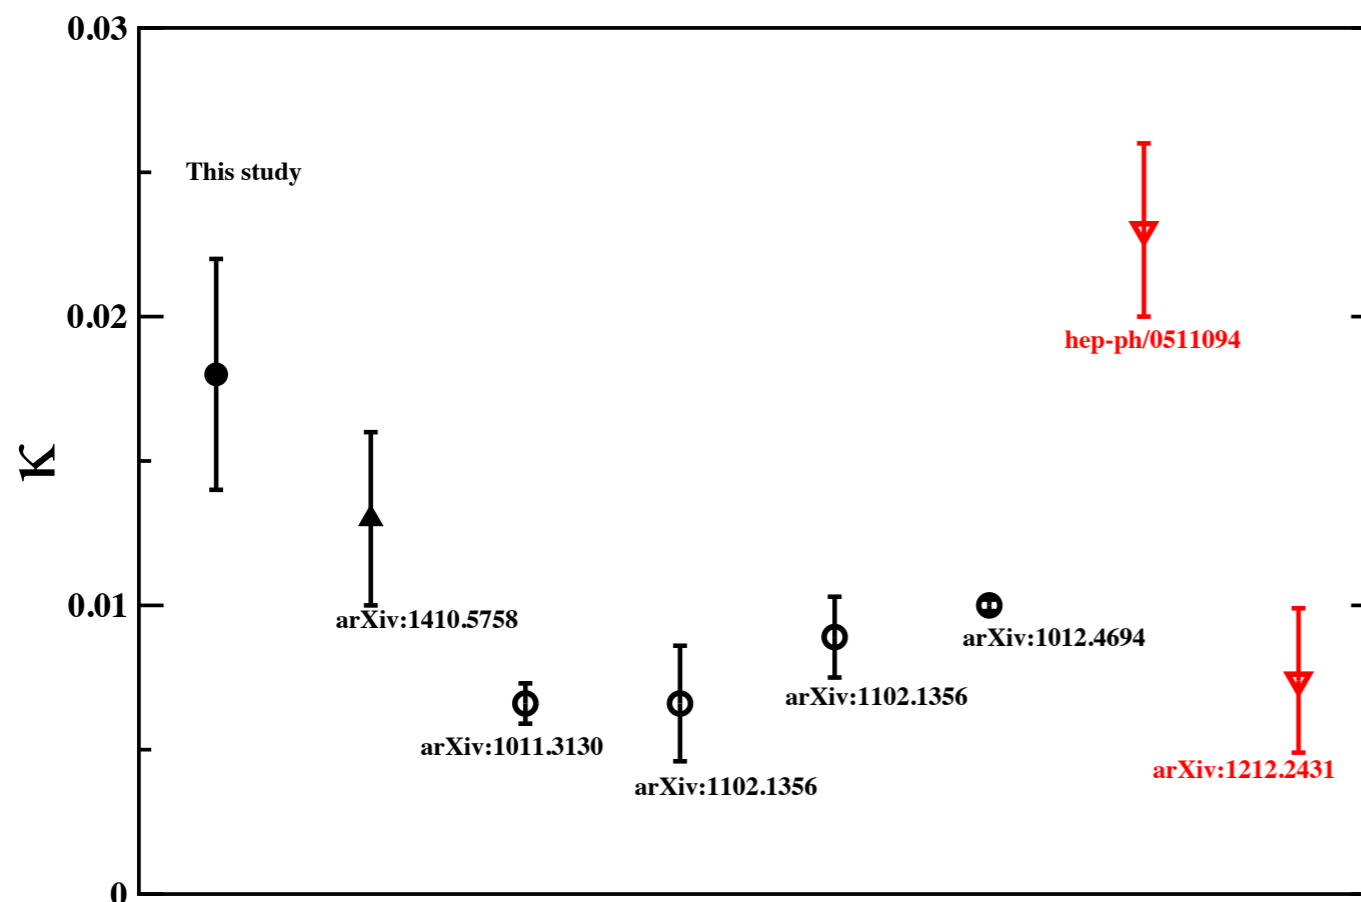 0.03
This study
0.02
hep-ph/0511094
κ
0.01
arXiv:1410.5758
arXiv:1012.4694
arXiv:1102.1356
arXiv:1011.3130
arXiv:1212.2431
arXiv:1102.1356
0